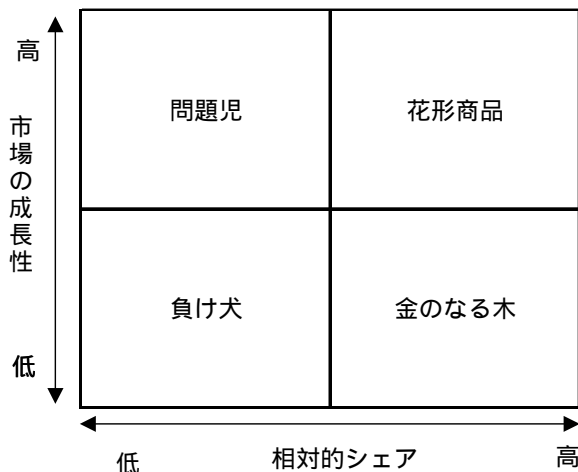 高
問題児
花形商品
市場の成長性
負け犬
金のなる木
低
低
相対的シェア
高